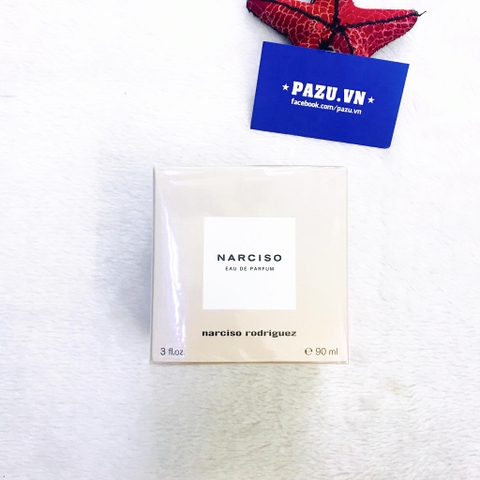 ★ PAZU.VN ★
facebook.com/pazu.vn
NARCISO
EAU DE PARFUM
narciso rodriguez
3 fl.oz ℮ 90 ml